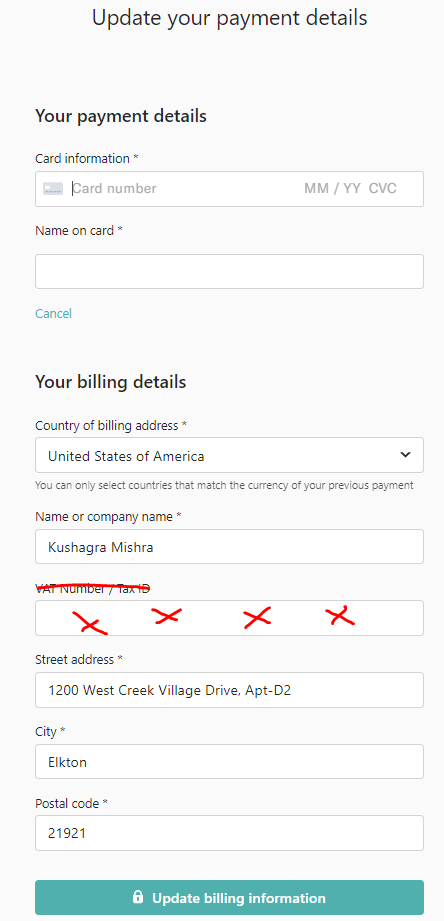 Update your payment details
Your payment details
Card information *
Card number MM / YY CVC
Name on card *
Cancel
Your billing details
Country of billing address *
United States of America
You can only select countries that match the currency of your previous payment
Name or company name *
Kushagra Mishra
VAT Number / Tax ID
Street address *
1200 West Creek Village Drive, Apt-D2
City *
Elkton
Postal code *
21921
Update billing information